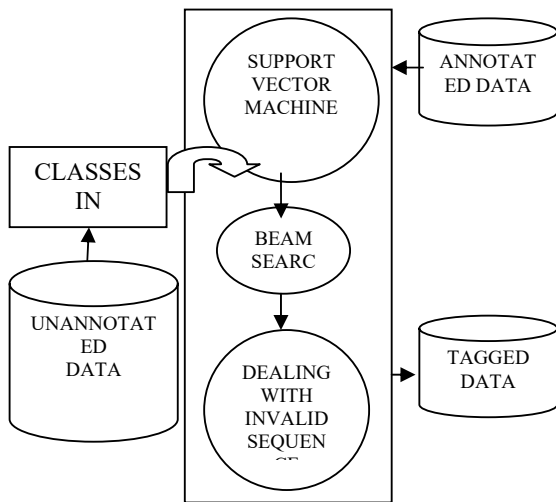 SUPPORT
VECTOR
MACHINE
ANNOTAT
ED DATA
CLASSES
IN
BEAM
SEARC
UNANNOTAT
ED
DATA
TAGGED
DATA
DEALING
WITH
INVALID
SEQUEN
CE